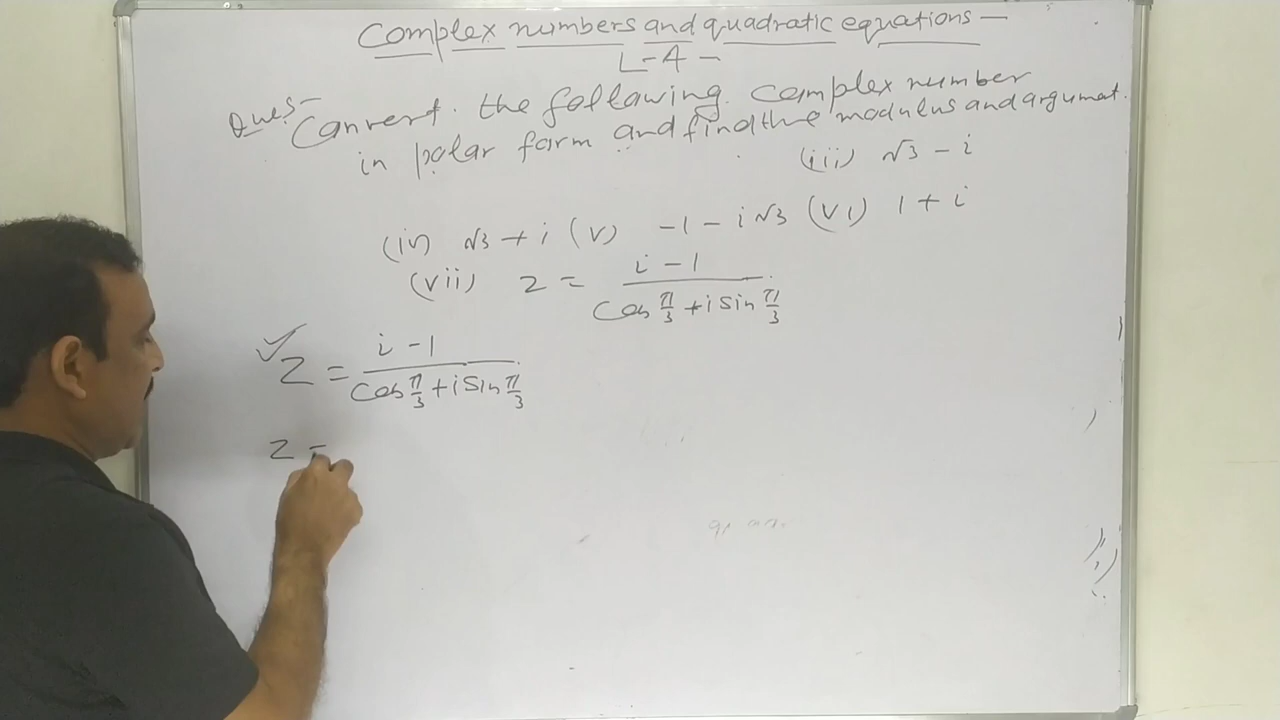 Complex numbers and quadratic equations —
L-4 -
Ques- Convert. the following. Complex number
in polar form and find the modulus and argumat.
(iii) √3 - i
(iv) √3 + i (v) -1 - i√3 (vi) 1 + i
(vii) z = i - 1 / Cos π/3 + i Sin π/3
✓ z = i - 1 / Cos π/3 + i Sin π/3
z =